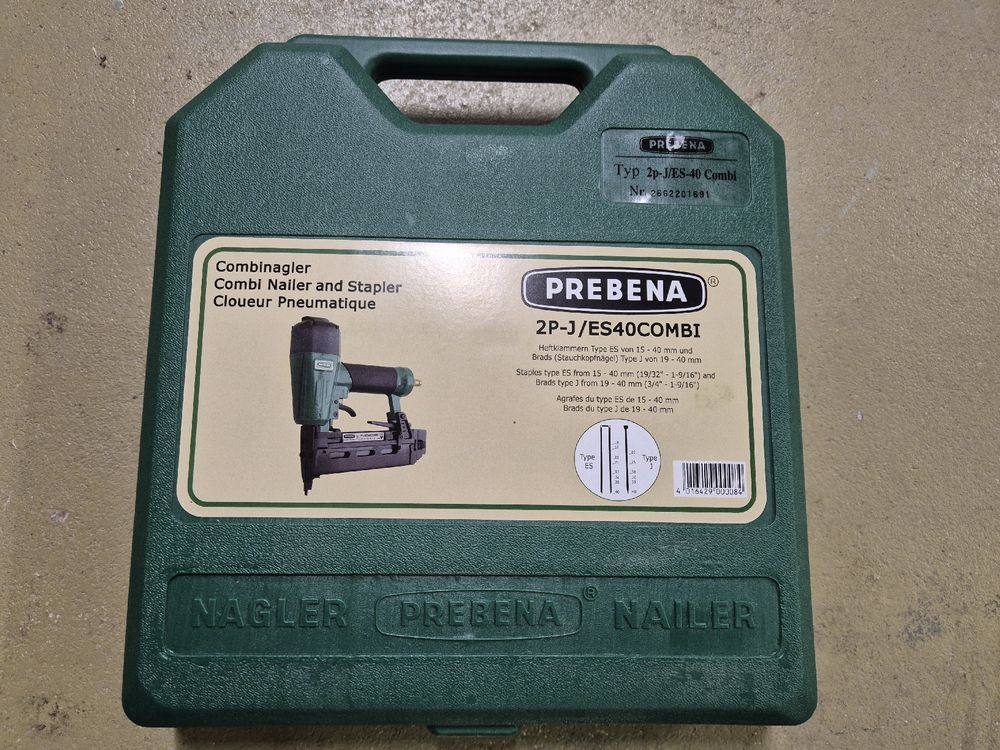 PREBENA
Typ 2p-J/ES-40 Combi
Nr. 2662201691
Combinagler
Combi Nailer and Stapler
Cloueur Pneumatique
PREBENA®
2P-J/ES40COMBI
Heftklammern Type ES von 15 - 40 mm und
Brads (Stauchkopfnägel) Type J von 19 - 40 mm
Staples type ES from 15 - 40 mm (19/32" - 1-9/16") and
Brads type J from 19 - 40 mm (3/4" - 1-9/16")
Agrafes du type ES de 15 - 40 mm
Brads du type J de 19 - 40 mm
Type ES
Type J
4 016429 000084
NAGLER PREBENA® NAILER